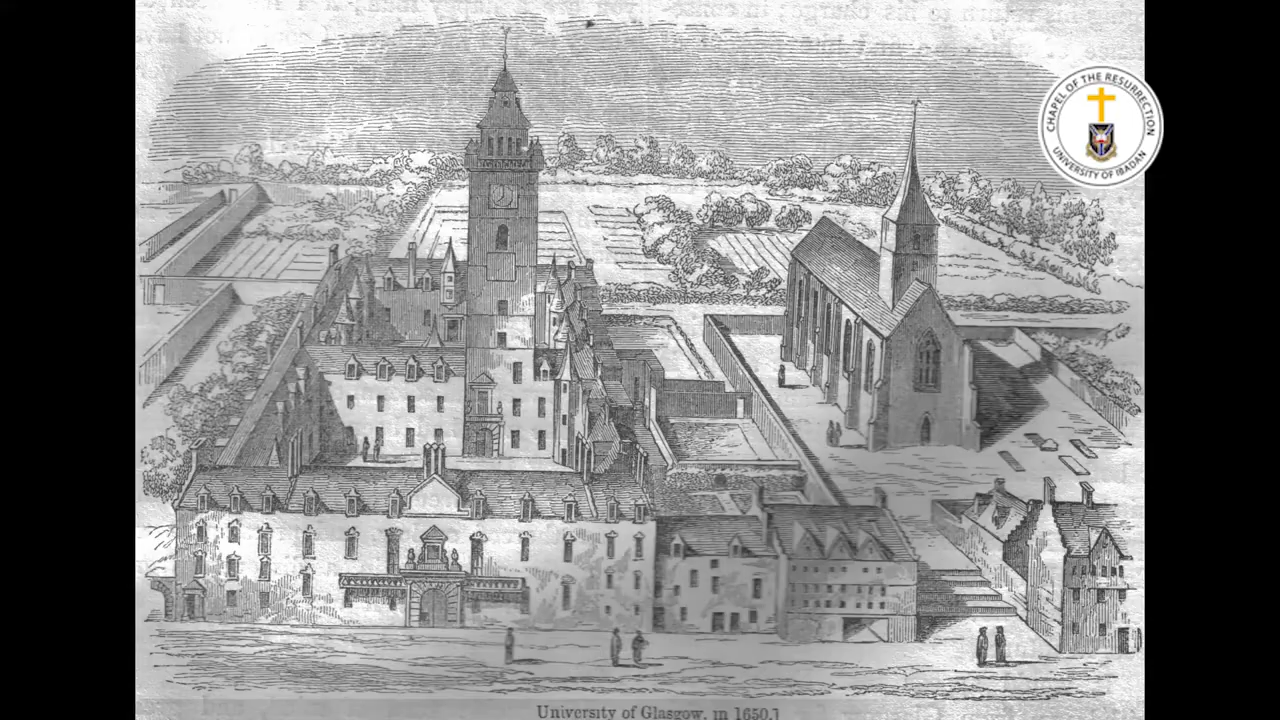 CHAPEL OF THE RESURRECTION
UNIVERSITY OF IBADAN
University of Glasgow, in 1650.]